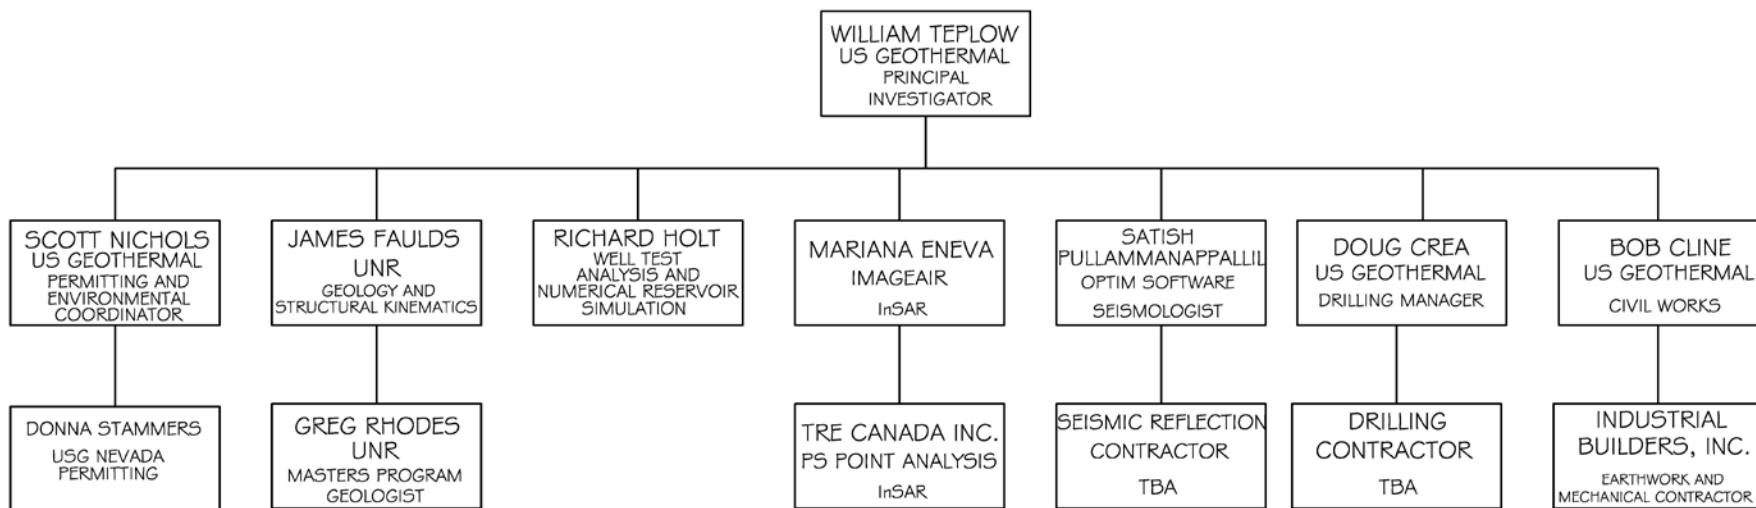 WILLIAM TEPLOW
US GEOTHERMAL
PRINCIPAL
INVESTIGATOR
SCOTT NICHOLS
US GEOTHERMAL
PERMITTING AND
ENVIRONMENTAL
COORDINATOR
JAMES FAULDS
UNR
GEOLOGY AND
STRUCTURAL KINEMATICS
RICHARD HOLT
WELL TEST
ANALYSIS AND
NUMERICAL RESERVOIR
SIMULATION
MARIANA ENEVA
IMAGEAIR
InSAR
SATISH
PULLAMMANAPPALLIL
OPTIM SOFTWARE
SEISMOLOGIST
DOUG CREA
US GEOTHERMAL
DRILLING MANAGER
BOB CLINE
US GEOTHERMAL
CIVIL WORKS
DONNA STAMMERS
USG NEVADA
PERMITTING
GREG RHODES
UNR
MASTERS PROGRAM
GEOLOGIST
TRE CANADA INC.
PS POINT ANALYSIS
InSAR
SEISMIC REFLECTION
CONTRACTOR
TBA
DRILLING
CONTRACTOR
TBA
INDUSTRIAL
BUILDERS, INC.
EARTHWORK AND
MECHANICAL CONTRACTOR